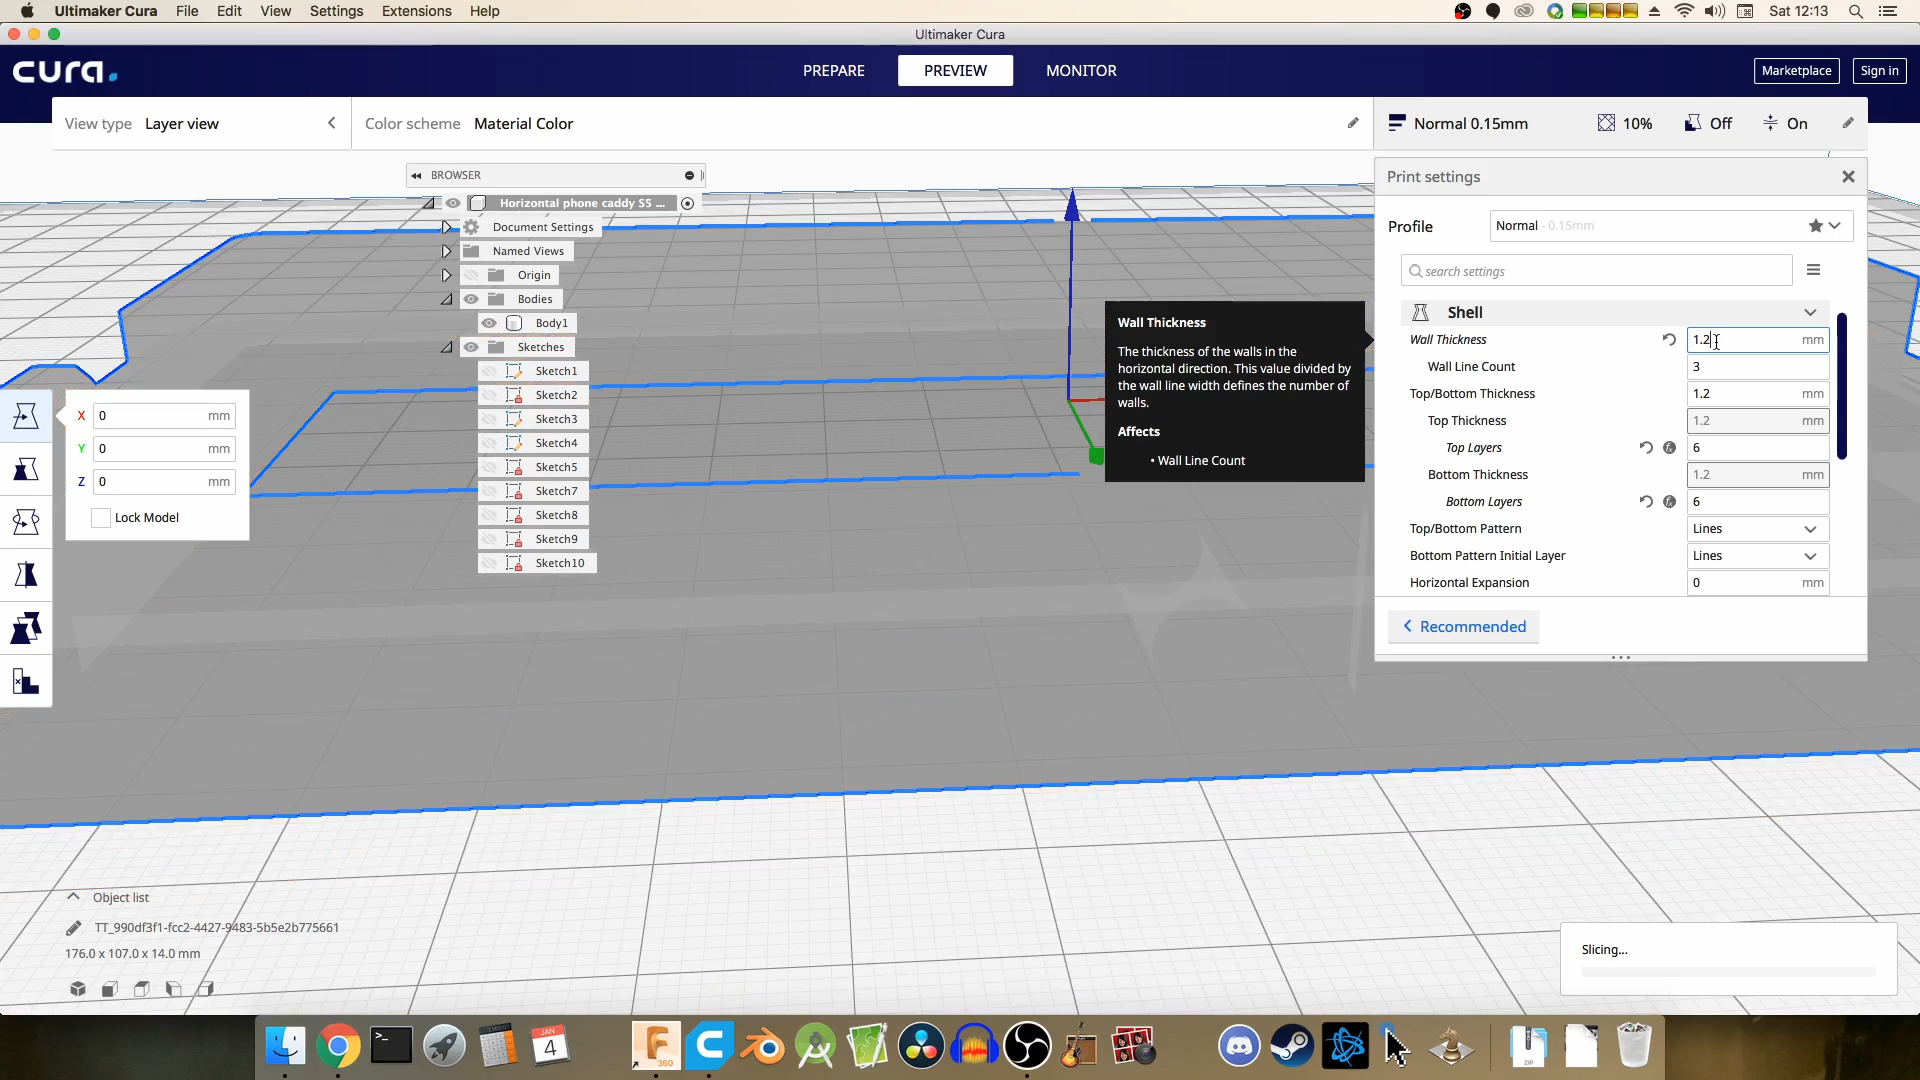 Ultimaker Cura File Edit View Settings Extensions Help Sat 12:13
Ultimaker Cura
cura.
PREPARE PREVIEW MONITOR Marketplace Sign in
View type Layer view Color scheme Material Color Normal 0.15mm 10% Off On
BROWSER
Horizontal phone caddy S5 ...
Document Settings
Named Views
Origin
Bodies
Body1
Sketches
Sketch1
Sketch2
Sketch3
Sketch4
Sketch5
Sketch7
Sketch8
Sketch9
Sketch10
X 0 mm
Y 0 mm
Z 0 mm
Lock Model
Wall Thickness
The thickness of the walls in the
horizontal direction. This value divided by
the wall line width defines the number of
walls.
Affects
• Wall Line Count
Print settings
Profile Normal - 0.15mm
search settings
Shell
Wall Thickness 1.2 mm
Wall Line Count 3
Top/Bottom Thickness 1.2 mm
Top Thickness 1.2 mm
Top Layers 6
Bottom Thickness 1.2 mm
Bottom Layers 6
Top/Bottom Pattern Lines
Bottom Pattern Initial Layer Lines
Horizontal Expansion 0 mm
Recommended
Object list
TT_990df3f1-fcc2-4427-9483-5b5e2b775661
176.0 x 107.0 x 14.0 mm
Slicing...
JAN
4
360
ZIP